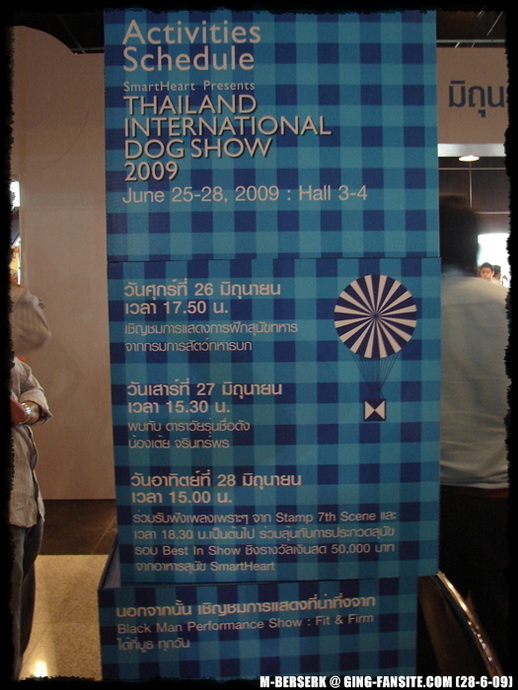 Activities
Schedule
SmartHeart Presents
THAILAND
INTERNATIONAL
DOG SHOW
2009
June 25-28, 2009 : Hall 3-4
มิถุน
วันศุกร์ที่ 26 มิถุนายน
เวลา 17.50 น.
เชิญชมการแสดงการฝึกสุนัขทหาร
จากกรมการสัตว์ทหารบก
วันเสาร์ที่ 27 มิถุนายน
เวลา 15.30 น.
พบกับ ดาราวัยรุ่นชื่อดัง
น้องเต้ย จรินทร์พร
วันอาทิตย์ที่ 28 มิถุนายน
เวลา 15.00 น.
ร่วมรับฟังเพลงเพราะๆ จาก Stamp 7th Scene และ
เวลา 18.30 น.เป็นต้นไป ร่วมลุ้นกับการประกวดสุนัข
รอบ Best In Show ชิงรางวัลเงินสด 50,000 บาท
จากอาหารสุนัข SmartHeart
นอกจากนั้น เชิญชมการแสดงที่น่าทึ่งจาก
Black Man Performance Show : Fit & Firm
ได้ที่บูธ ทุกวัน
M-BERSERK @ GING-FANSITE.COM (28-6-09)